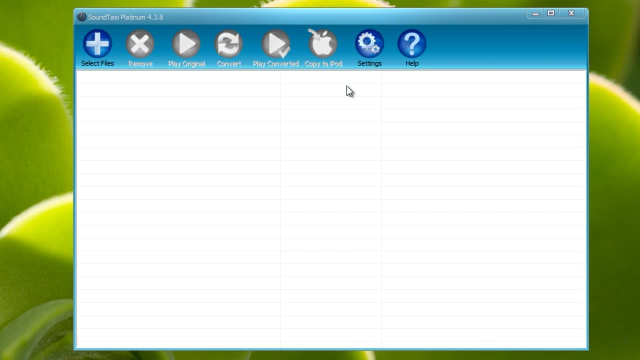 SoundTaxi Platinum 4.3.8
Select Files Remove Play Original Convert Play Converted Copy to iPod Settings Help